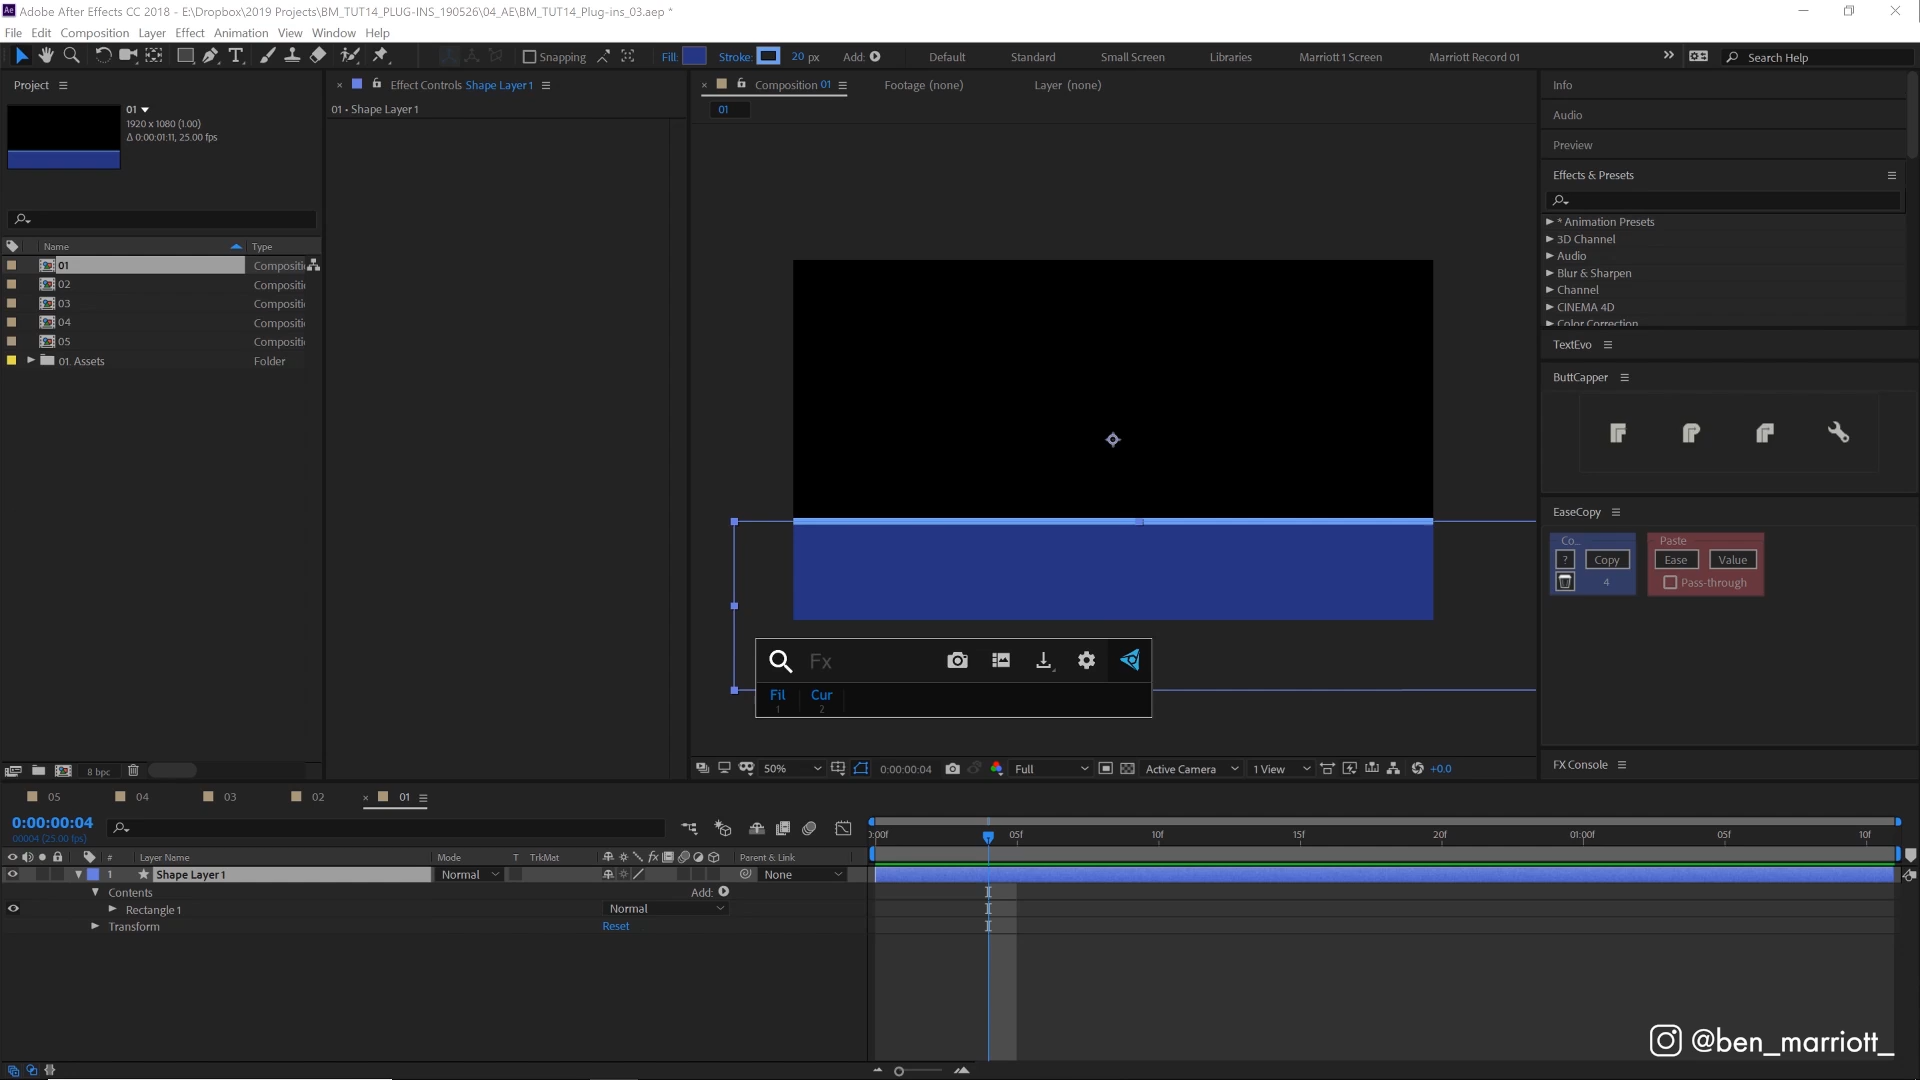 Adobe After Effects CC 2018 - E:\Dropbox\2019 Projects\BM_TUT14_PLUG-INS_190526\04_AE\BM_TUT14_Plug-ins_03.aep *
File Edit Composition Layer Effect Animation View Window Help
Snapping Fill: Stroke: 20 px Add: Default Standard Small Screen Libraries Marriott 1 Screen Marriott Record 01 Search Help
Project
Effect Controls Shape Layer 1
Composition 01
Footage (none)
Layer (none)
01
1920 x 1080 (1.00)
Δ 0:00:01:11, 25.00 fps
01 • Shape Layer 1
01
Name Type
01 Compositi
02 Compositi
03 Compositi
04 Compositi
05 Compositi
01. Assets Folder
8 bpc
Fx
Fil Cur
1 2
50% 0:00:00:04 Full Active Camera 1 View +0.0
Info
Audio
Preview
Effects & Presets
* Animation Presets
3D Channel
Audio
Blur & Sharpen
Channel
CINEMA 4D
Color Correction
TextEvo
ButtCapper
EaseCopy
Co... Paste
? Copy Ease Value
4 Pass-through
FX Console
05 04 03 02 01
0:00:00:04
00004 (25.00 fps)
:00f 05f 10f 15f 20f 01:00f 05f 10f
# Layer Name Mode T TrkMat Parent & Link
1 Shape Layer 1 Normal None
Contents Add:
Rectangle 1 Normal
Transform Reset
@ben_marriott_